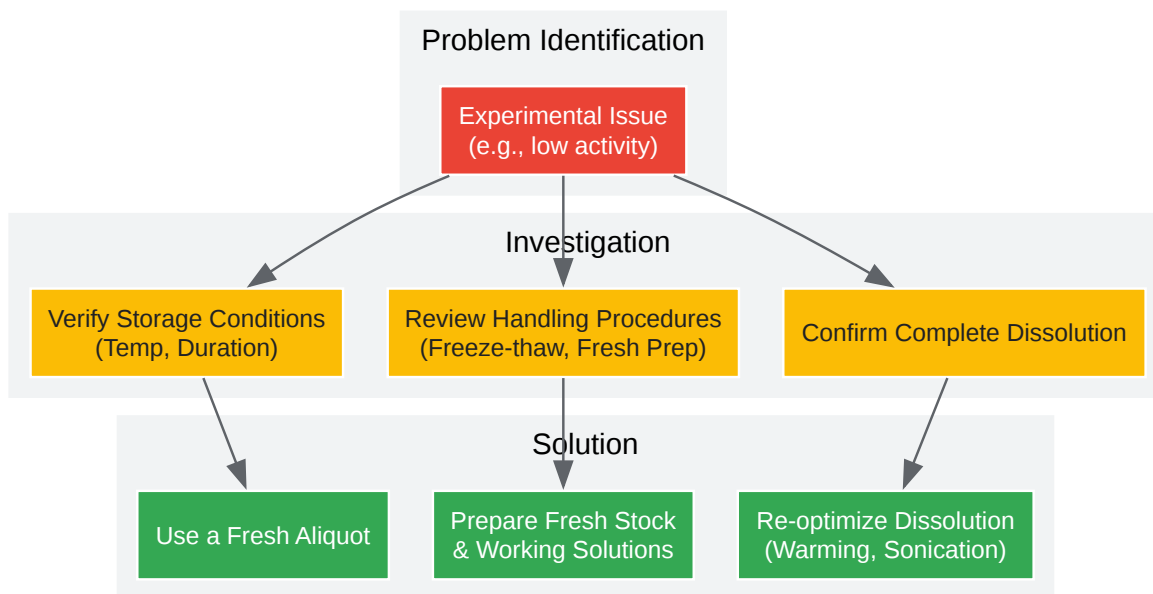 Problem Identification
Experimental Issue
(e.g., low activity)
Investigation
Verify Storage Conditions
(Temp, Duration)
Review Handling Procedures
(Freeze-thaw, Fresh Prep)
Confirm Complete Dissolution
Solution
Use a Fresh Aliquot
Prepare Fresh Stock
& Working Solutions
Re-optimize Dissolution
(Warming, Sonication)